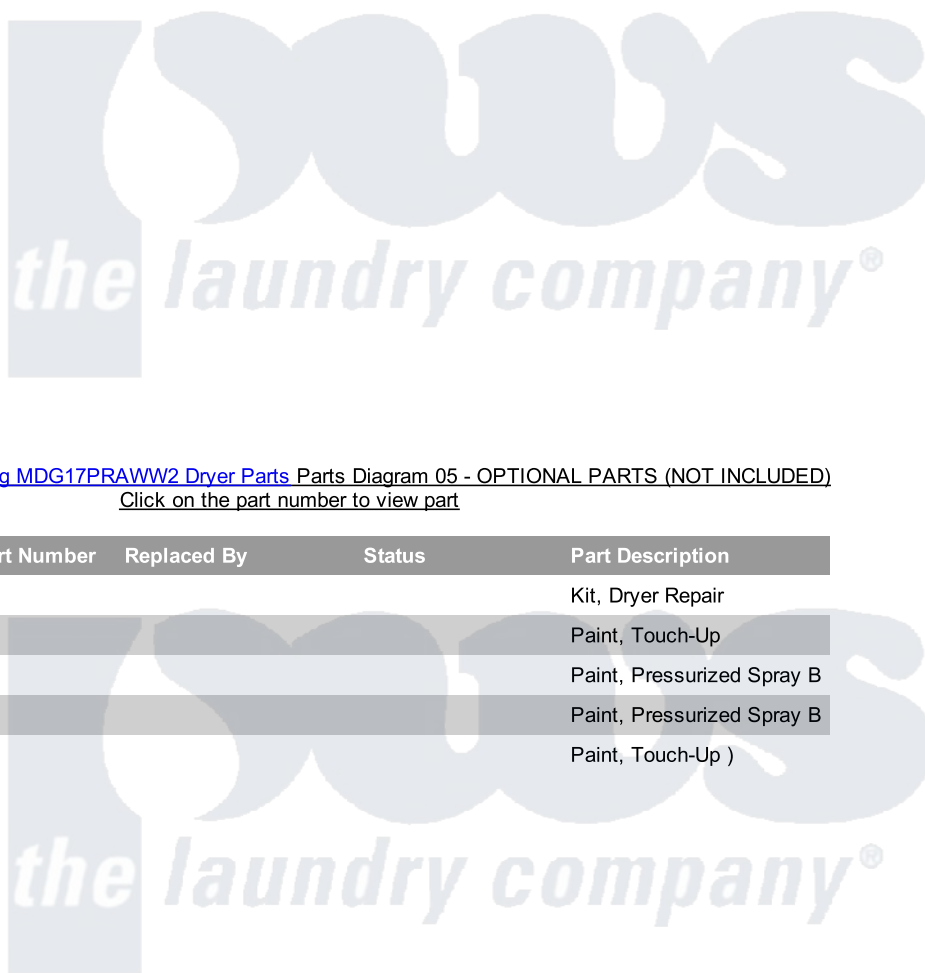 pws
the laundry company®
g MDG17PRAWW2 Dryer Parts Parts Diagram 05 - OPTIONAL PARTS (NOT INCLUDED)
Click on the part number to view part
rt Number Replaced By Status Part Description
Kit, Dryer Repair
Paint, Touch-Up
Paint, Pressurized Spray B
Paint, Pressurized Spray B
Paint, Touch-Up )
pws
the laundry company®